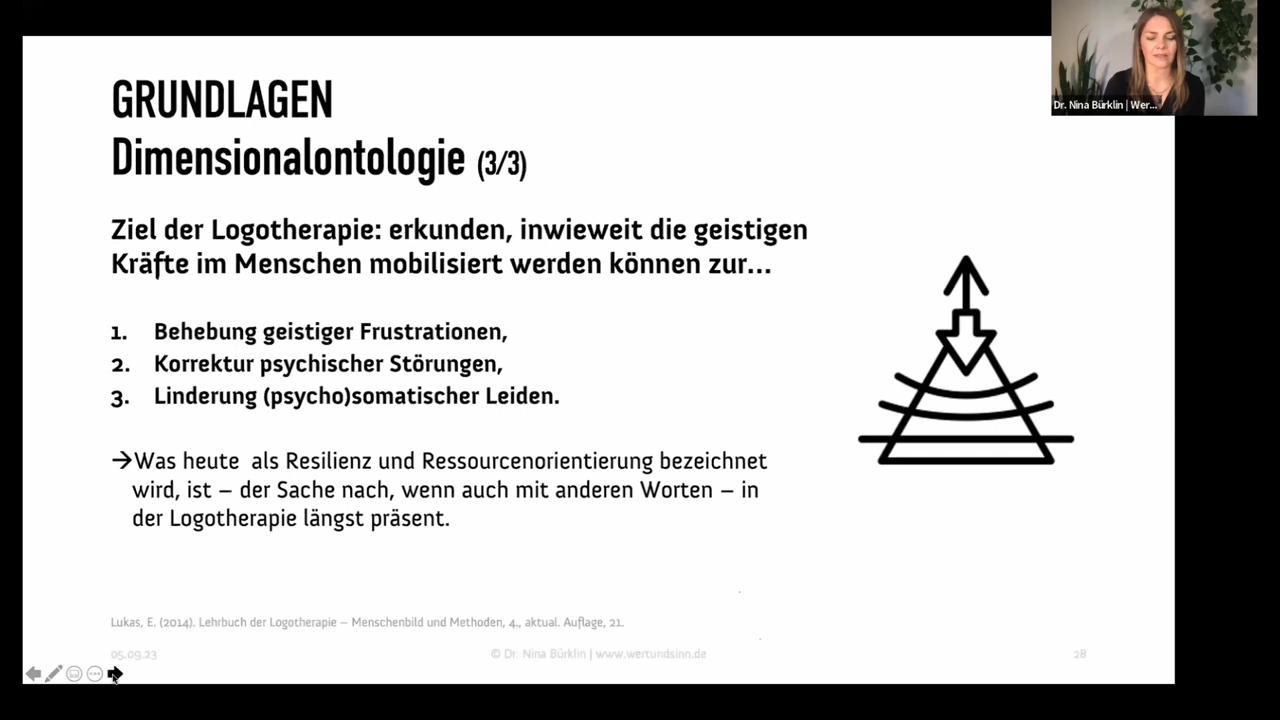 GRUNDLAGEN
Dimensionalontologie (3/3)
Ziel der Logotherapie: erkunden, inwieweit die geistigen
Kräfte im Menschen mobilisiert werden können zur...
1. Behebung geistiger Frustrationen,
2. Korrektur psychischer Störungen,
3. Linderung (psycho)somatischer Leiden.
→Was heute als Resilienz und Ressourcenorientierung bezeichnet
wird, ist – der Sache nach, wenn auch mit anderen Worten – in
der Logotherapie längst präsent.
Lukas, E. (2014). Lehrbuch der Logotherapie – Menschenbild und Methoden, 4., aktual. Auflage, 21.
05.09.23
© Dr. Nina Bürklin | www.wertundsinn.de
28
Dr. Nina Bürklin | Wer...